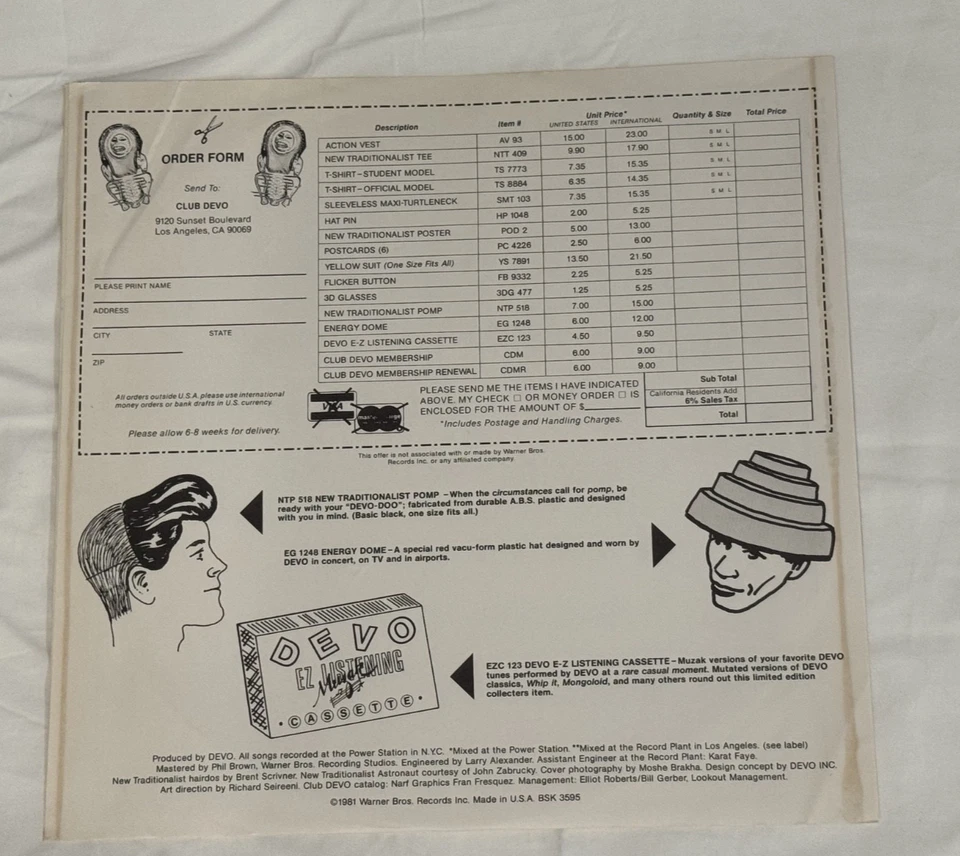 ORDER FORM
Send To:
CLUB DEVO
9120 Sunset Boulevard
Los Angeles, CA 90069
PLEASE PRINT NAME
ADDRESS
CITY STATE
ZIP
All orders outside U.S.A. please use international
money orders or bank drafts in U.S. currency.
Please allow 6-8 weeks for delivery.
Description Item # Unit Price* Quantity & Size Total Price
UNITED STATES INTERNATIONAL
ACTION VEST AV 93 15.00 23.00 S M L
NEW TRADITIONALIST TEE NTT 409 9.90 17.90 S M L
T-SHIRT–STUDENT MODEL TS 7773 7.35 15.35 S M L
T-SHIRT–OFFICIAL MODEL TS 8884 6.35 14.35 S M L
SLEEVELESS MAXI-TURTLENECK SMT 103 7.35 15.35 S M L
HAT PIN HP 1048 2.00 5.25
NEW TRADITIONALIST POSTER POD 2 5.00 13.00
POSTCARDS (6) PC 4226 2.50 6.00
YELLOW SUIT (One Size Fits All) YS 7891 13.50 21.50
FLICKER BUTTON FB 9332 2.25 5.25
3D GLASSES 3DG 477 1.25 5.25
NEW TRADITIONALIST POMP NTP 518 7.00 15.00
ENERGY DOME EG 1248 6.00 12.00
DEVO E-Z LISTENING CASSETTE EZC 123 4.50 9.50
CLUB DEVO MEMBERSHIP CDM 6.00 9.00
CLUB DEVO MEMBERSHIP RENEWAL CDMR 6.00 9.00
PLEASE SEND ME THE ITEMS I HAVE INDICATED
ABOVE. MY CHECK □ OR MONEY ORDER □ IS
ENCLOSED FOR THE AMOUNT OF $
*Includes Postage and Handling Charges.
Sub Total
California Residents Add
6% Sales Tax
Total
This offer is not associated with or made by Warner Bros.
Records Inc. or any affiliated company.
NTP 518 NEW TRADITIONALIST POMP –When the circumstances call for pomp, be
ready with your "DEVO-DOO"; fabricated from durable A.B.S. plastic and designed
with you in mind. (Basic black, one size fits all.)
EG 1248 ENERGY DOME–A special red vacu-form plastic hat designed and worn by
DEVO in concert, on TV and in airports.
DEVO
EZ LISTENING
Muzak
•CASSETTE•
EZC 123 DEVO E-Z LISTENING CASSETTE–Muzak versions of your favorite DEVO
tunes performed by DEVO at a rare casual moment. Mutated versions of DEVO
classics, Whip It, Mongoloid, and many others round out this limited edition
collecters item.
Produced by DEVO. All songs recorded at the Power Station in N.Y.C. *Mixed at the Power Station. **Mixed at the Record Plant in Los Angeles. (see label)
Mastered by Phil Brown, Warner Bros. Recording Studios. Engineered by Larry Alexander. Assistant Engineer at the Record Plant: Karat Faye.
New Traditionalist hairdos by Brent Scrivner. New Traditionalist Astronaut courtesy of John Zabrucky. Cover photography by Moshe Brakha. Design concept by DEVO INC.
Art direction by Richard Seireeni. Club DEVO catalog: Narf Graphics Fran Fresquez. Management: Elliot Roberts/Bill Gerber, Lookout Management.
©1981 Warner Bros. Records Inc. Made in U.S.A. BSK 3595